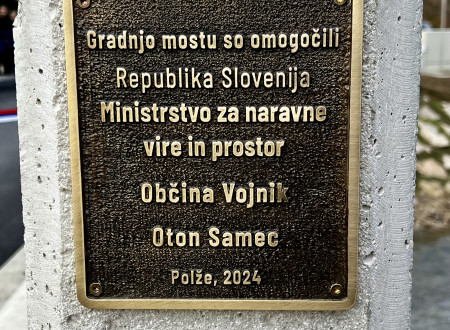 Gradnjo mostu so omogočili
Republika Slovenija
Ministrstvo za naravne
vire in prostor
Občina Vojnik
Oton Samec
Polže, 2024